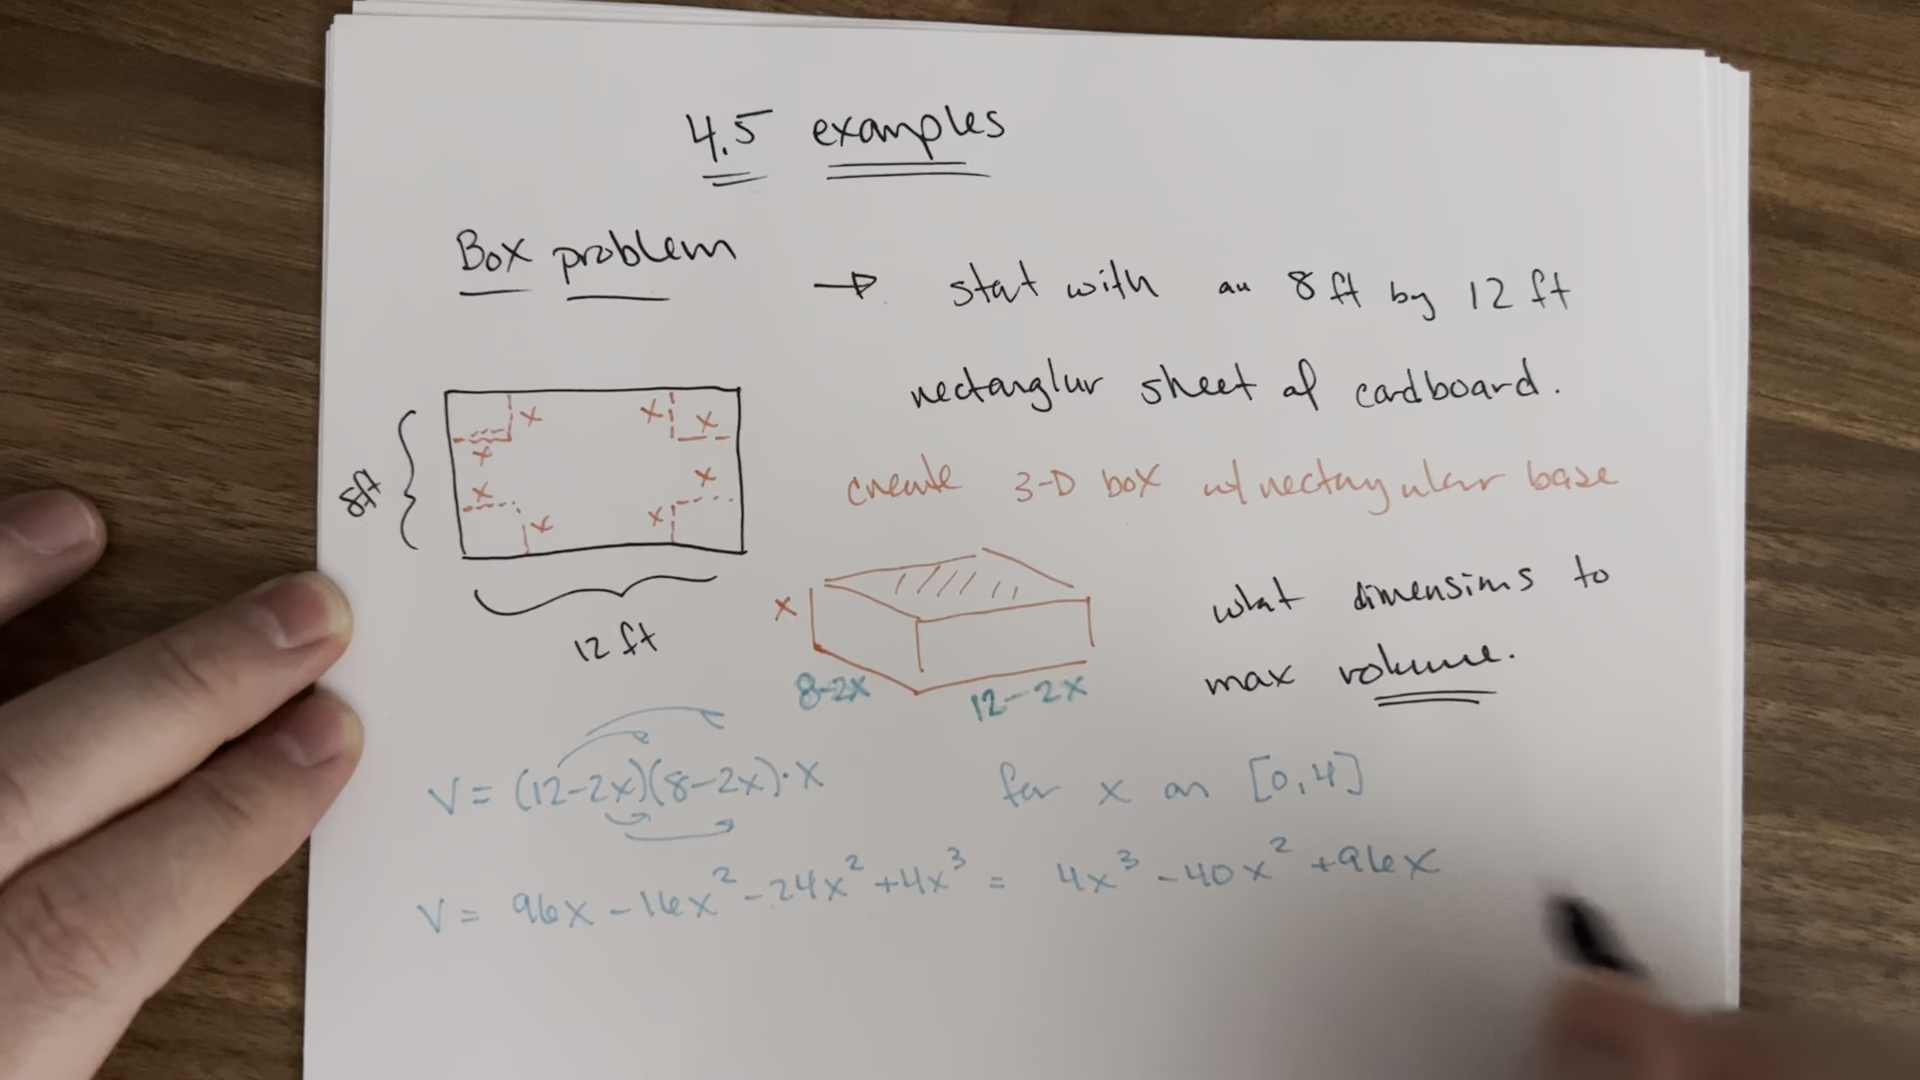 4.5 examples
Box problem
→ stat with an 8 ft by 12 ft
rectanglur sheet of cardboard.
x x x
x
x x
x x
8ft
12 ft
create 3-D box w/ rectangular base
x
8-2x 12-2x
what dimensions to
max volume.
V = (12-2x)(8-2x)·x for x on [0,4]
V = 96x - 16x² - 24x² + 4x³ = 4x³ - 40x² + 96x